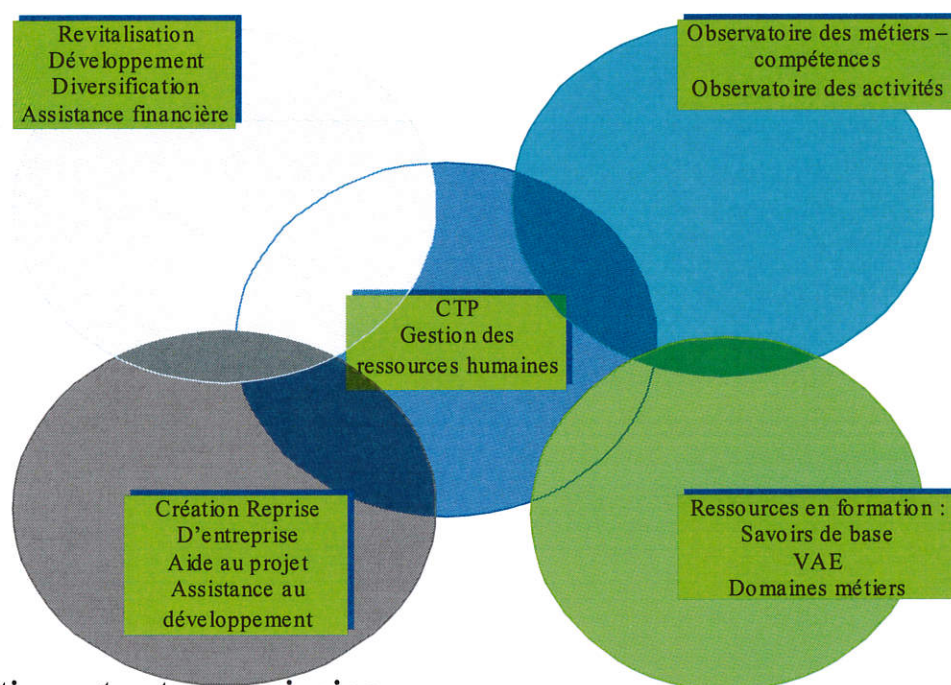 Revitalisation
Développement
Diversification
Assistance financière
Observatoire des métiers –
compétences
Observatoire des activités
CTP
Gestion des
ressources humaines
Création Reprise
D'entreprise
Aide au projet
Assistance au
développement
Ressources en formation :
Savoirs de base
VAE
Domaines métiers